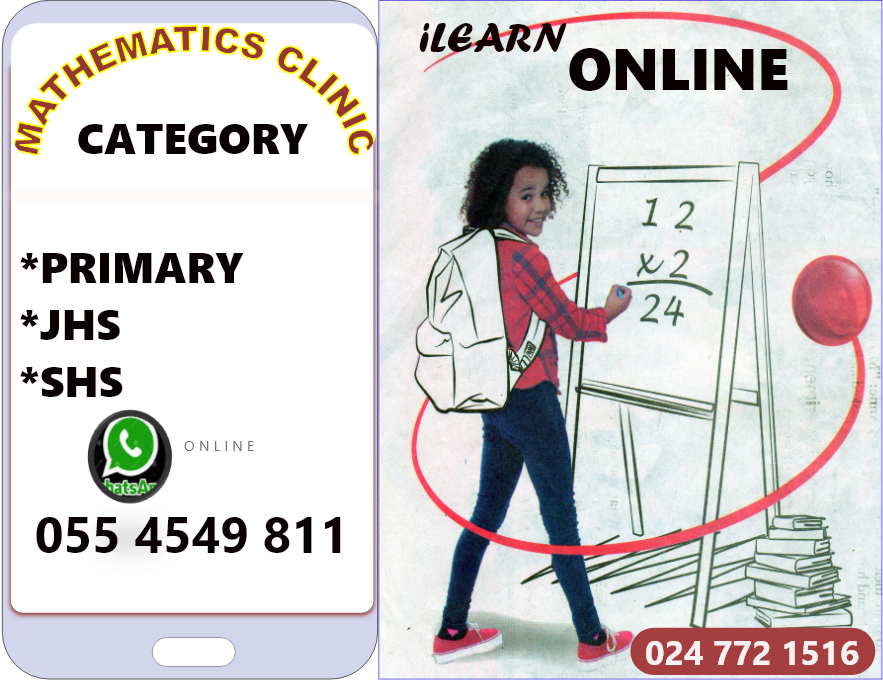 MATHEMATICS CLINIC
CATEGORY
*PRIMARY
*JHS
*SHS
ONLINE
055 4549 811
iLEARN
ONLINE
12
x2
24
024 772 1516